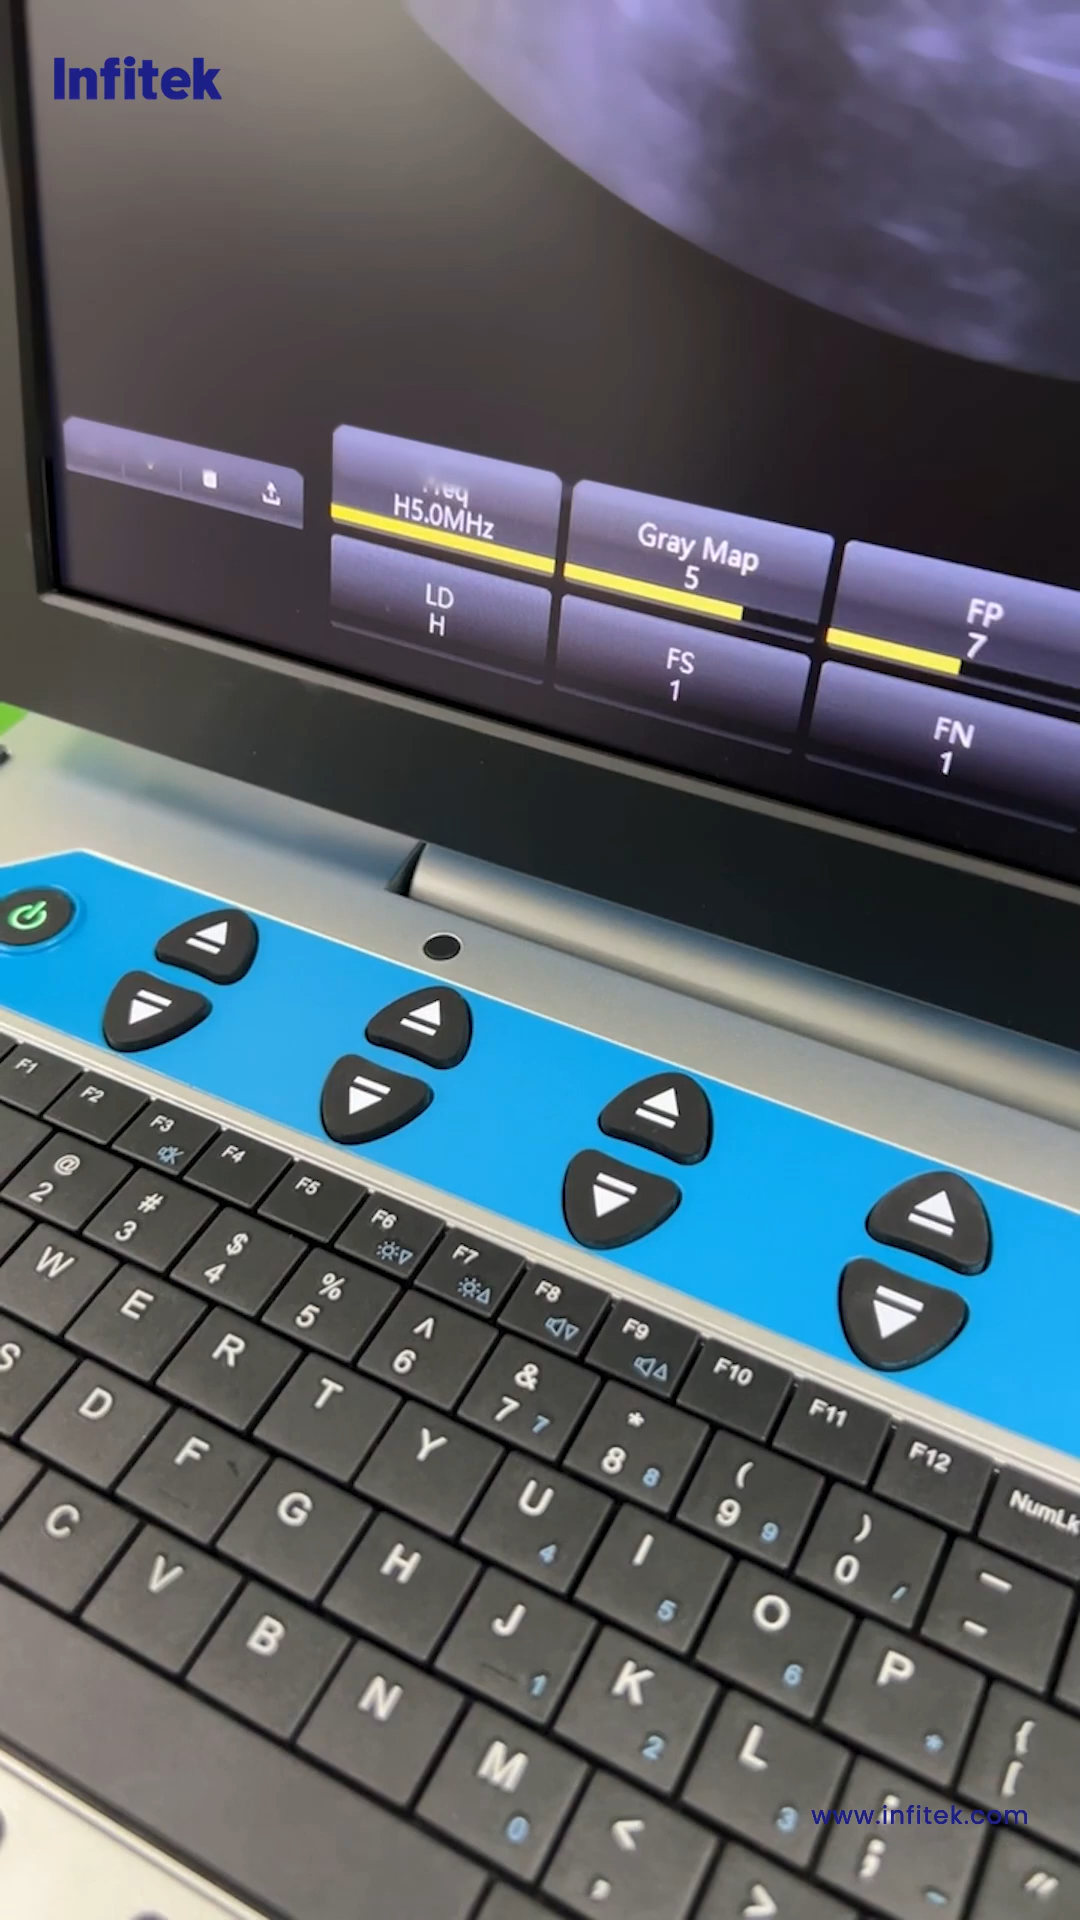 Infitek
Freq
H5.0MHz
Gray Map
5
FP
7
LD
H
FS
1
FN
1
F1
F2
F3
F4
F5
F6
F7
F8
F9
F10
F11
F12
NumLk
@
2
#
3
$
4
%
5
^
6
&
7 7
*
8 8
(
9 9
)
0 /
-
W
E
R
T
Y
U 4
I 5
O 6
P *
{
[
S
D
F
G
H
J 1
K 2
L 3
:
;
"
C
V
B
N
M 0
<
,
>
www.infitek.com